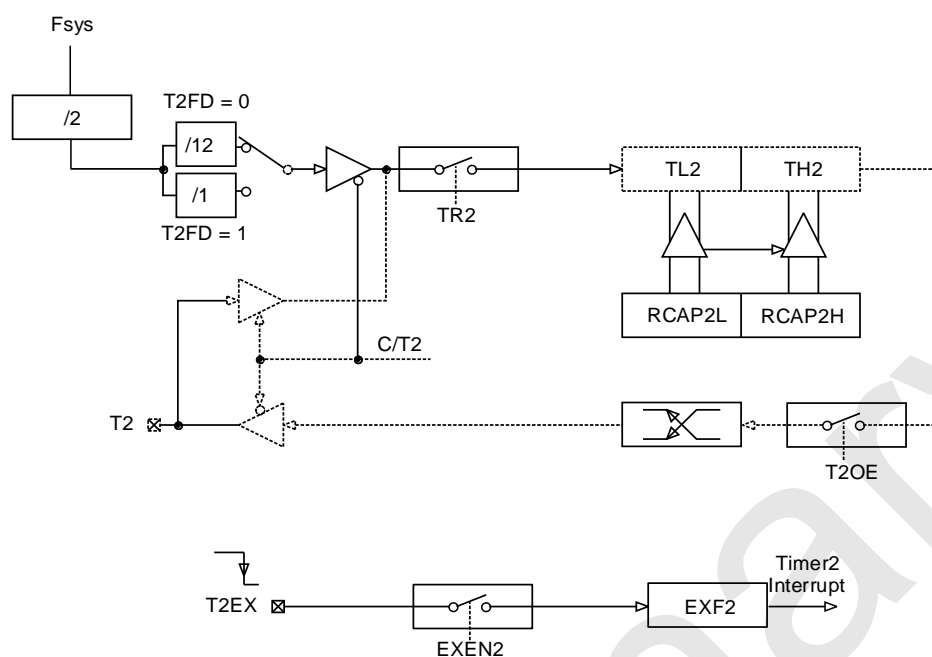 Fsys
/2
T2FD = 0
/12
/1
T2FD = 1
TR2
TL2
TH2
RCAP2L
RCAP2H
C/T2
T2
T2OE
T2EX
EXEN2
EXF2
Timer2
Interrupt